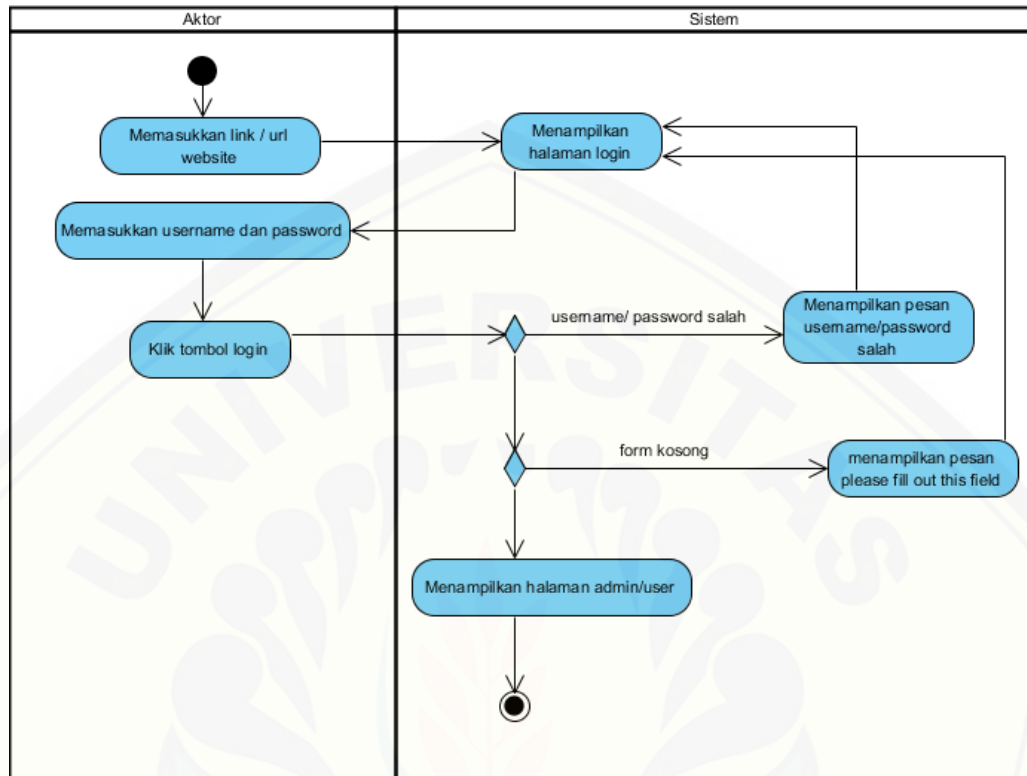 Aktor
Sistem
Memasukkan link / url
website
Menampilkan
halaman login
Memasukkan username dan password
Klik tombol login
username/ password salah
Menampilkan pesan
username/password
salah
form kosong
menampilkan pesan
please fill out this field
Menampilkan halaman admin/user
UNIVERSITAS